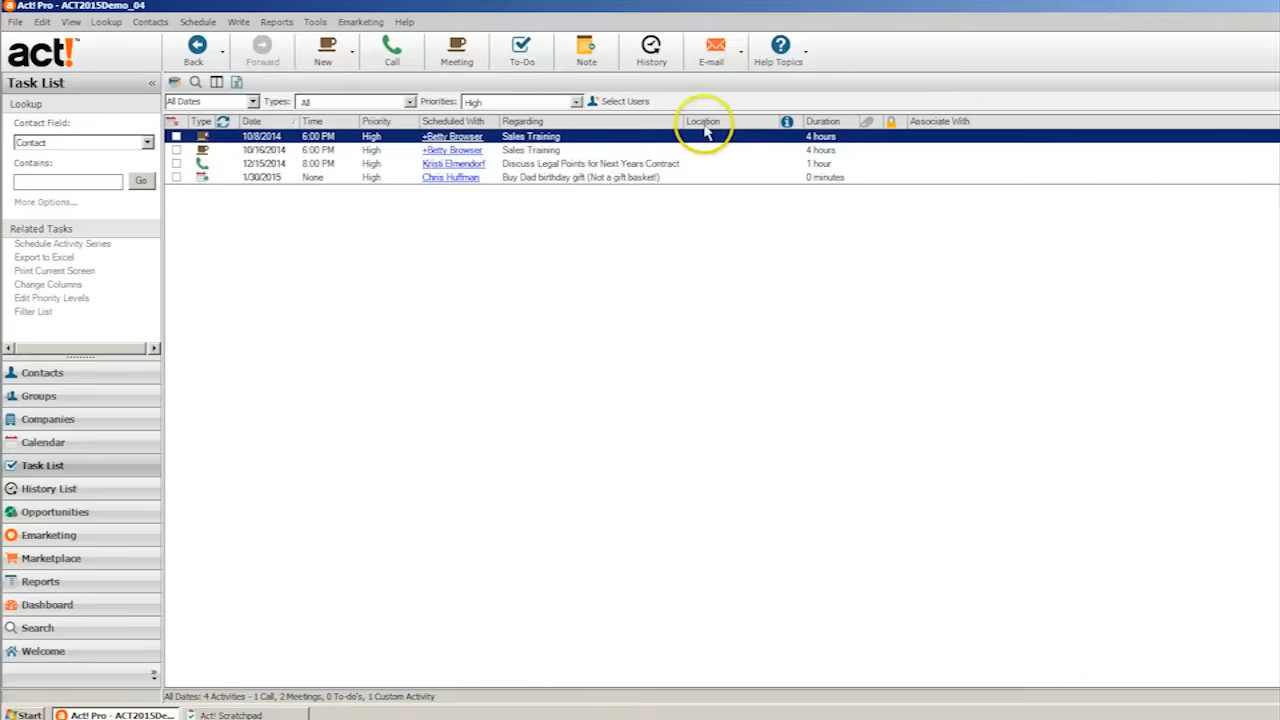 Act! Pro - ACT2015Demo_04
File Edit View Lookup Contacts Schedule Write Reports Tools Emarketing Help
act!™
Back Forward New Call Meeting To-Do Note History E-mail Help Topics
Task List «
Lookup
Contact Field:
Contact
Contains:
Go
More Options...
Related Tasks
Schedule Activity Series
Export to Excel
Print Current Screen
Change Columns
Edit Priority Levels
Filter List
Contacts
Groups
Companies
Calendar
Task List
History List
Opportunities
Emarketing
Marketplace
Reports
Dashboard
Search
Welcome
»
All Dates Types: All Priorities: High Select Users
Type Date Time Priority Scheduled With Regarding Location Duration Associate With
10/8/2014 6:00 PM High +Betty Browser Sales Training 4 hours
10/16/2014 6:00 PM High +Betty Browser Sales Training 4 hours
12/15/2014 8:00 PM High Kristi Elmendorf Discuss Legal Points for Next Years Contract 1 hour
1/30/2015 None High Chris Huffman Buy Dad birthday gift (Not a gift basket!) 0 minutes
All Dates: 4 Activities - 1 Call, 2 Meetings, 0 To-do's, 1 Custom Activity
Start Act! Pro - ACT2015De... Act! Scratchpad